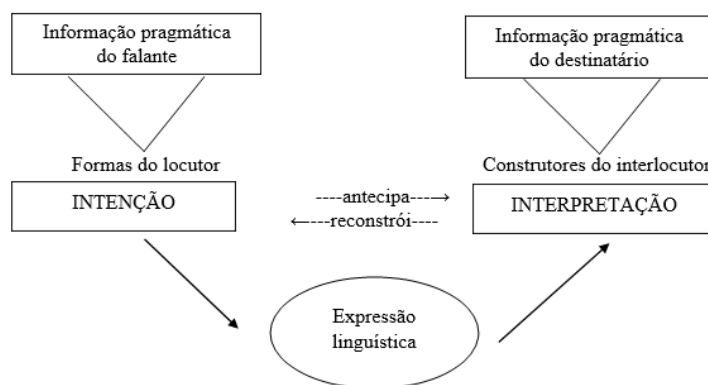 Informação pragmática
do falante
Informação pragmática
do destinatário
Formas do locutor
Construtores do interlocutor
INTENÇÃO
----antecipa---→
←----reconstrói----
INTERPRETAÇÃO
Expressão
linguística